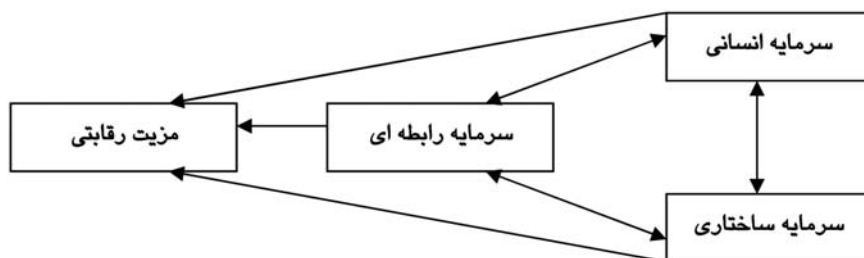 سرمایه انسانی
سرمایه رابطه ای
مزیت رقابتی
سرمایه ساختاری